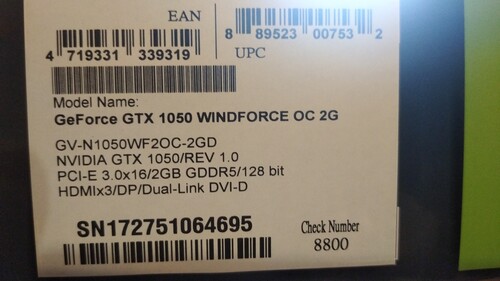 EAN
4 719331 339319
8 89523 00753 2
UPC
Model Name:
GeForce GTX 1050 WINDFORCE OC 2G
GV-N1050WF2OC-2GD
NVIDIA GTX 1050/REV 1.0
PCI-E 3.0x16/2GB GDDR5/128 bit
HDMIx3/DP/Dual-Link DVI-D
SN172751064695
Check Number
8800